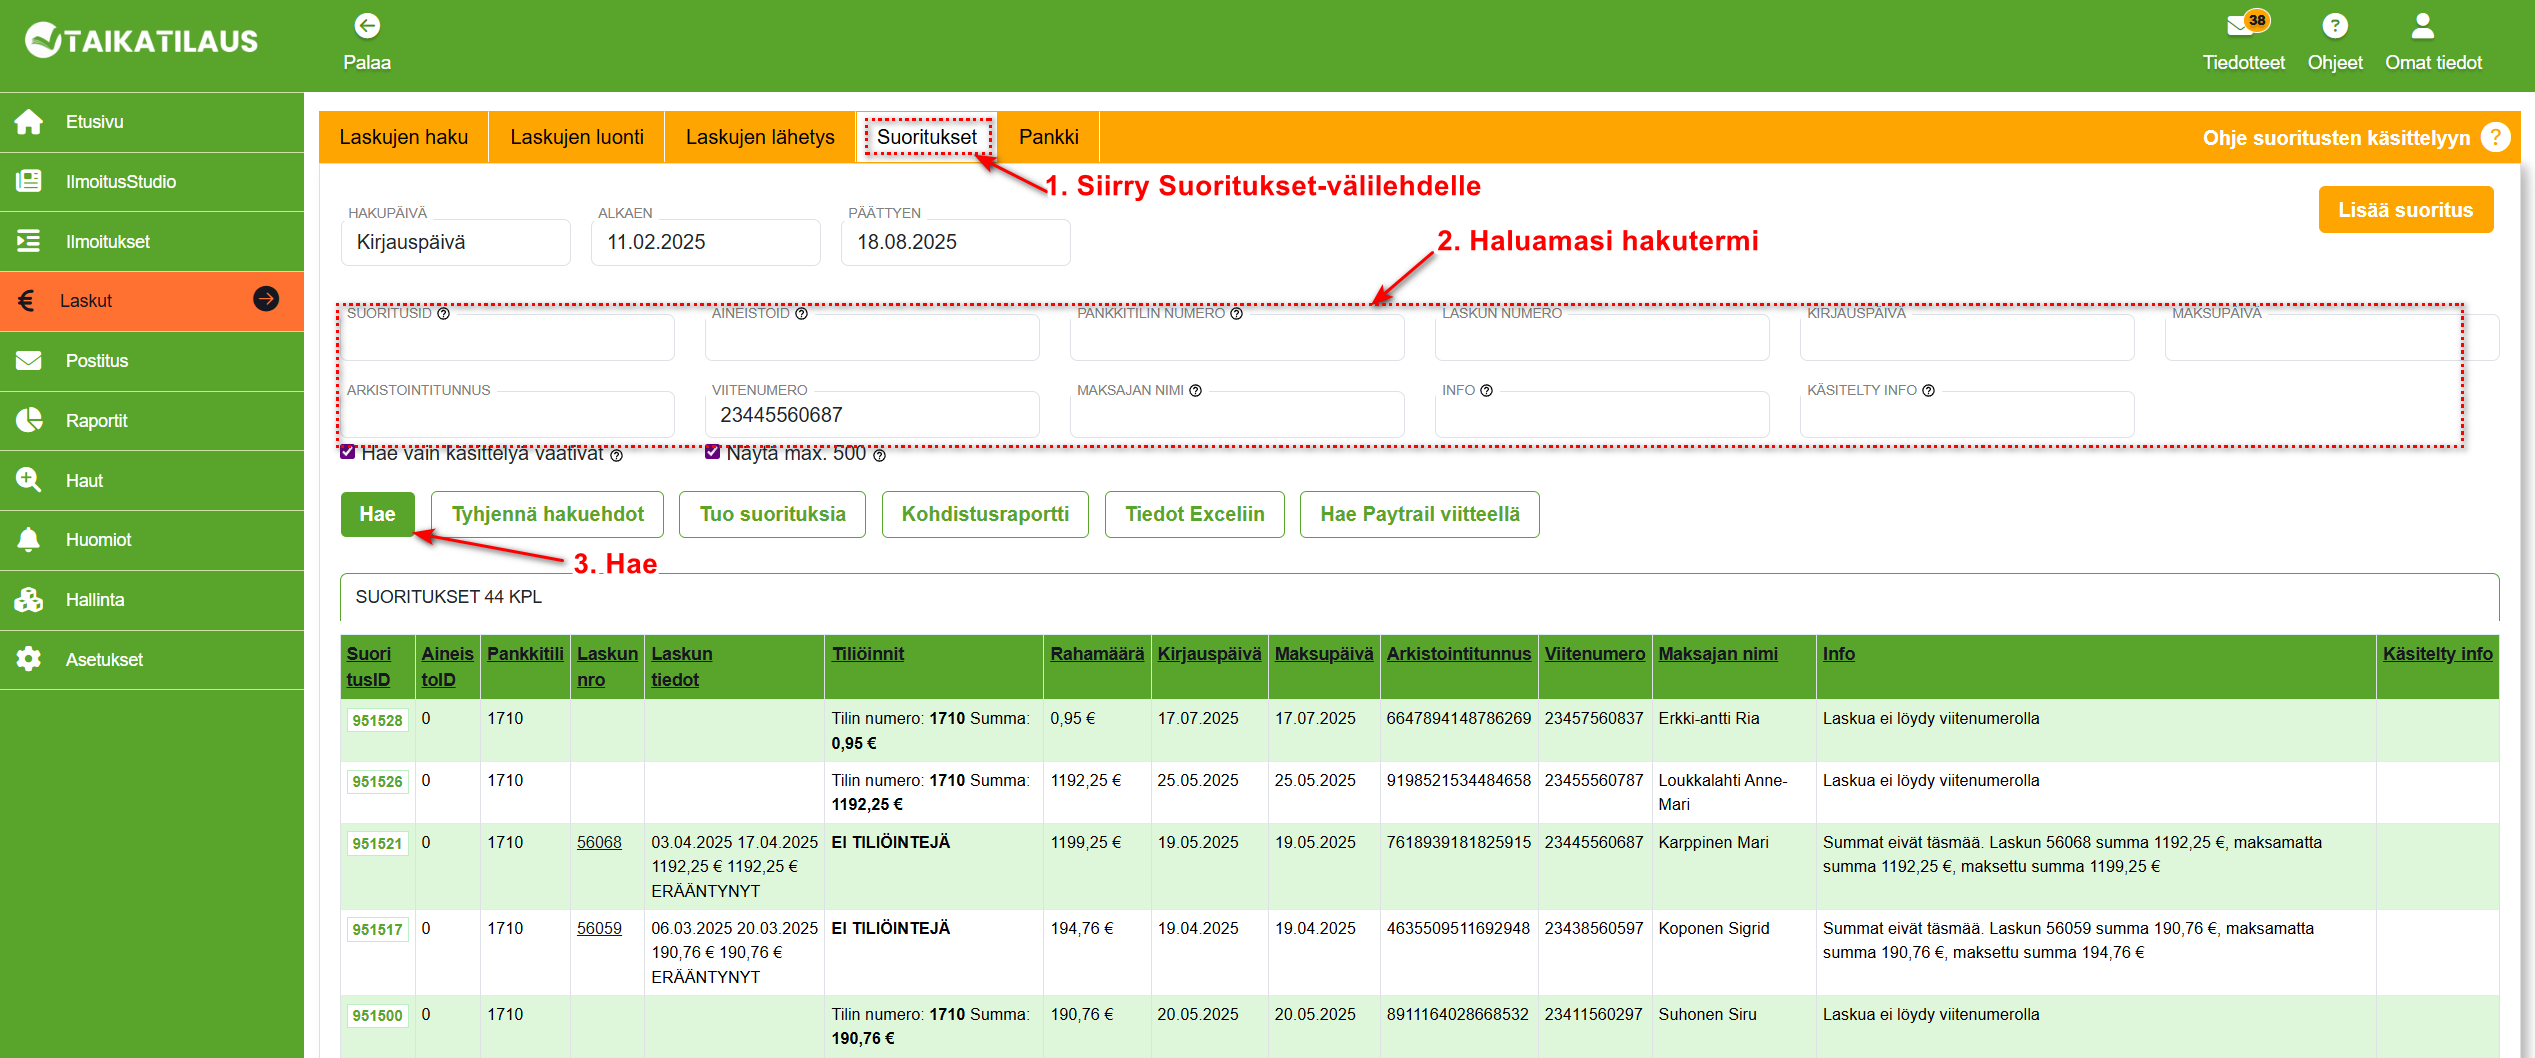 TAIKATILAUS
Palaa
38
Tiedotteet
Ohjeet
Omat tiedot
Etusivu
IlmoitusStudio
Ilmoitukset
Laskut
Postitus
Raportit
Haut
Huomiot
Hallinta
Asetukset
Laskujen haku
Laskujen luonti
Laskujen lähetys
Suoritukset
Pankki
Ohje suoritusten käsittelyyn ?
1. Siirry Suoritukset-välilehdelle
Lisää suoritus
HAKUPÄIVÄ
Kirjauspäivä
ALKAEN
11.02.2025
PÄÄTTYEN
18.08.2025
2. Haluamasi hakutermi
SUORITUSID ?
AINEISTOID ?
PANKKITILIN NUMERO ?
LASKUN NUMERO
KIRJAUSPÄIVÄ
MAKSUPÄIVÄ
ARKISTOINTITUNNUS
VIITENUMERO
23445560687
MAKSAJAN NIMI ?
INFO ?
KÄSITELTY INFO ?
Hae vain käsittelyä vaativat ?
Näytä max. 500 ?
Hae
Tyhjennä hakuehdot
Tuo suorituksia
Kohdistusraportti
Tiedot Exceliin
Hae Paytrail viitteellä
3. Hae
SUORITUKSET 44 KPL
Suori
tusID
Aineis
toID
Pankkitili
Laskun
nro
Laskun
tiedot
Tiliöinnit
Rahamäärä
Kirjauspäivä
Maksupäivä
Arkistointitunnus
Viitenumero
Maksajan nimi
Info
Käsitelty info
951528
0
1710
Tilin numero: 1710 Summa:
0,95 €
0,95 €
17.07.2025
17.07.2025
6647894148786269
23457560837
Erkki-antti Ria
Laskua ei löydy viitenumerolla
951526
0
1710
Tilin numero: 1710 Summa:
1192,25 €
1192,25 €
25.05.2025
25.05.2025
9198521534484658
23455560787
Loukkalahti Anne-
Mari
Laskua ei löydy viitenumerolla
951521
0
1710
56068
03.04.2025 17.04.2025
1192,25 € 1192,25 €
ERÄÄNTYNYT
EI TILIÖINTEJÄ
1199,25 €
19.05.2025
19.05.2025
7618939181825915
23445560687
Karppinen Mari
Summat eivät täsmää. Laskun 56068 summa 1192,25 €, maksamatta
summa 1192,25 €, maksettu summa 1199,25 €
951517
0
1710
56059
06.03.2025 20.03.2025
190,76 € 190,76 €
ERÄÄNTYNYT
EI TILIÖINTEJÄ
194,76 €
19.04.2025
19.04.2025
4635509511692948
23438560597
Koponen Sigrid
Summat eivät täsmää. Laskun 56059 summa 190,76 €, maksamatta
summa 190,76 €, maksettu summa 194,76 €
951500
0
1710
Tilin numero: 1710 Summa:
190,76 €
190,76 €
20.05.2025
20.05.2025
8911164028668532
23411560297
Suhonen Siru
Laskua ei löydy viitenumerolla